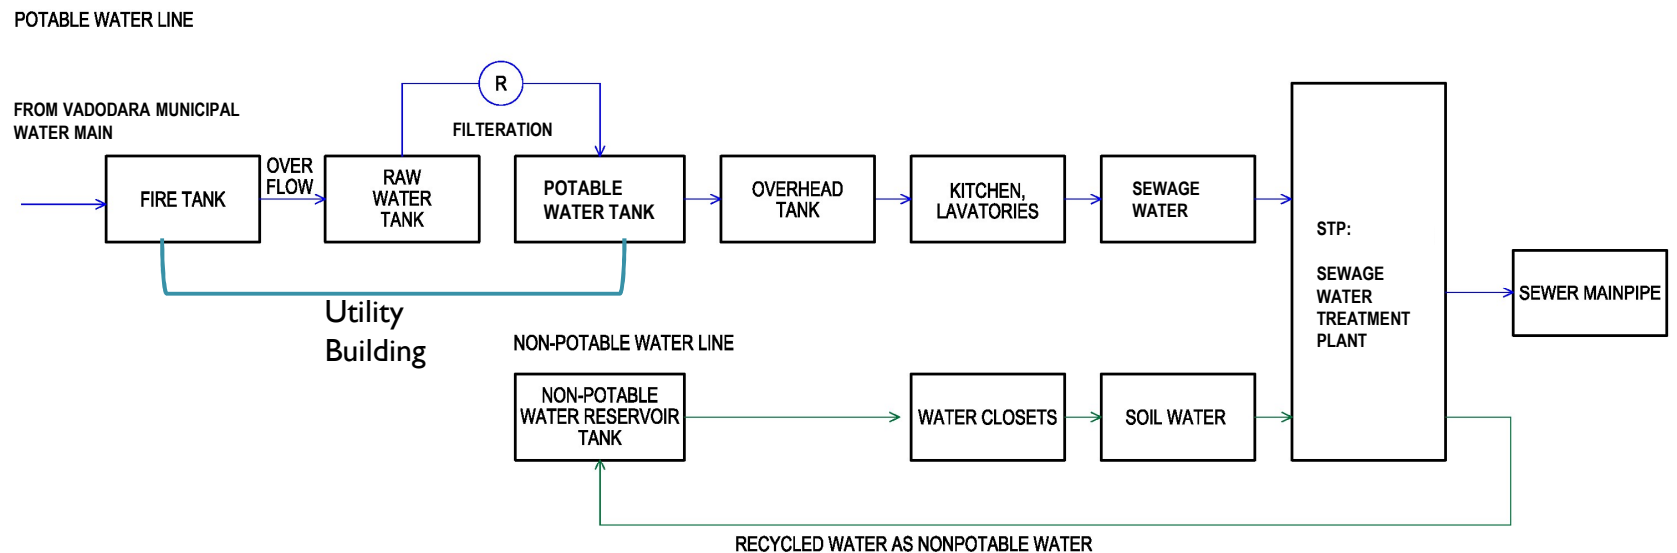 POTABLE WATER LINE
FROM VADODARA MUNICIPAL
WATER MAIN
R
FILTERATION
FIRE TANK
OVER
FLOW
RAW
WATER
TANK
POTABLE
WATER TANK
OVERHEAD
TANK
KITCHEN,
LAVATORIES
SEWAGE
WATER
STP:
SEWAGE
WATER
TREATMENT
PLANT
SEWER MAINPIPE
Utility
Building
NON-POTABLE WATER LINE
NON-POTABLE
WATER RESERVOIR
TANK
WATER CLOSETS
SOIL WATER
RECYCLED WATER AS NONPOTABLE WATER